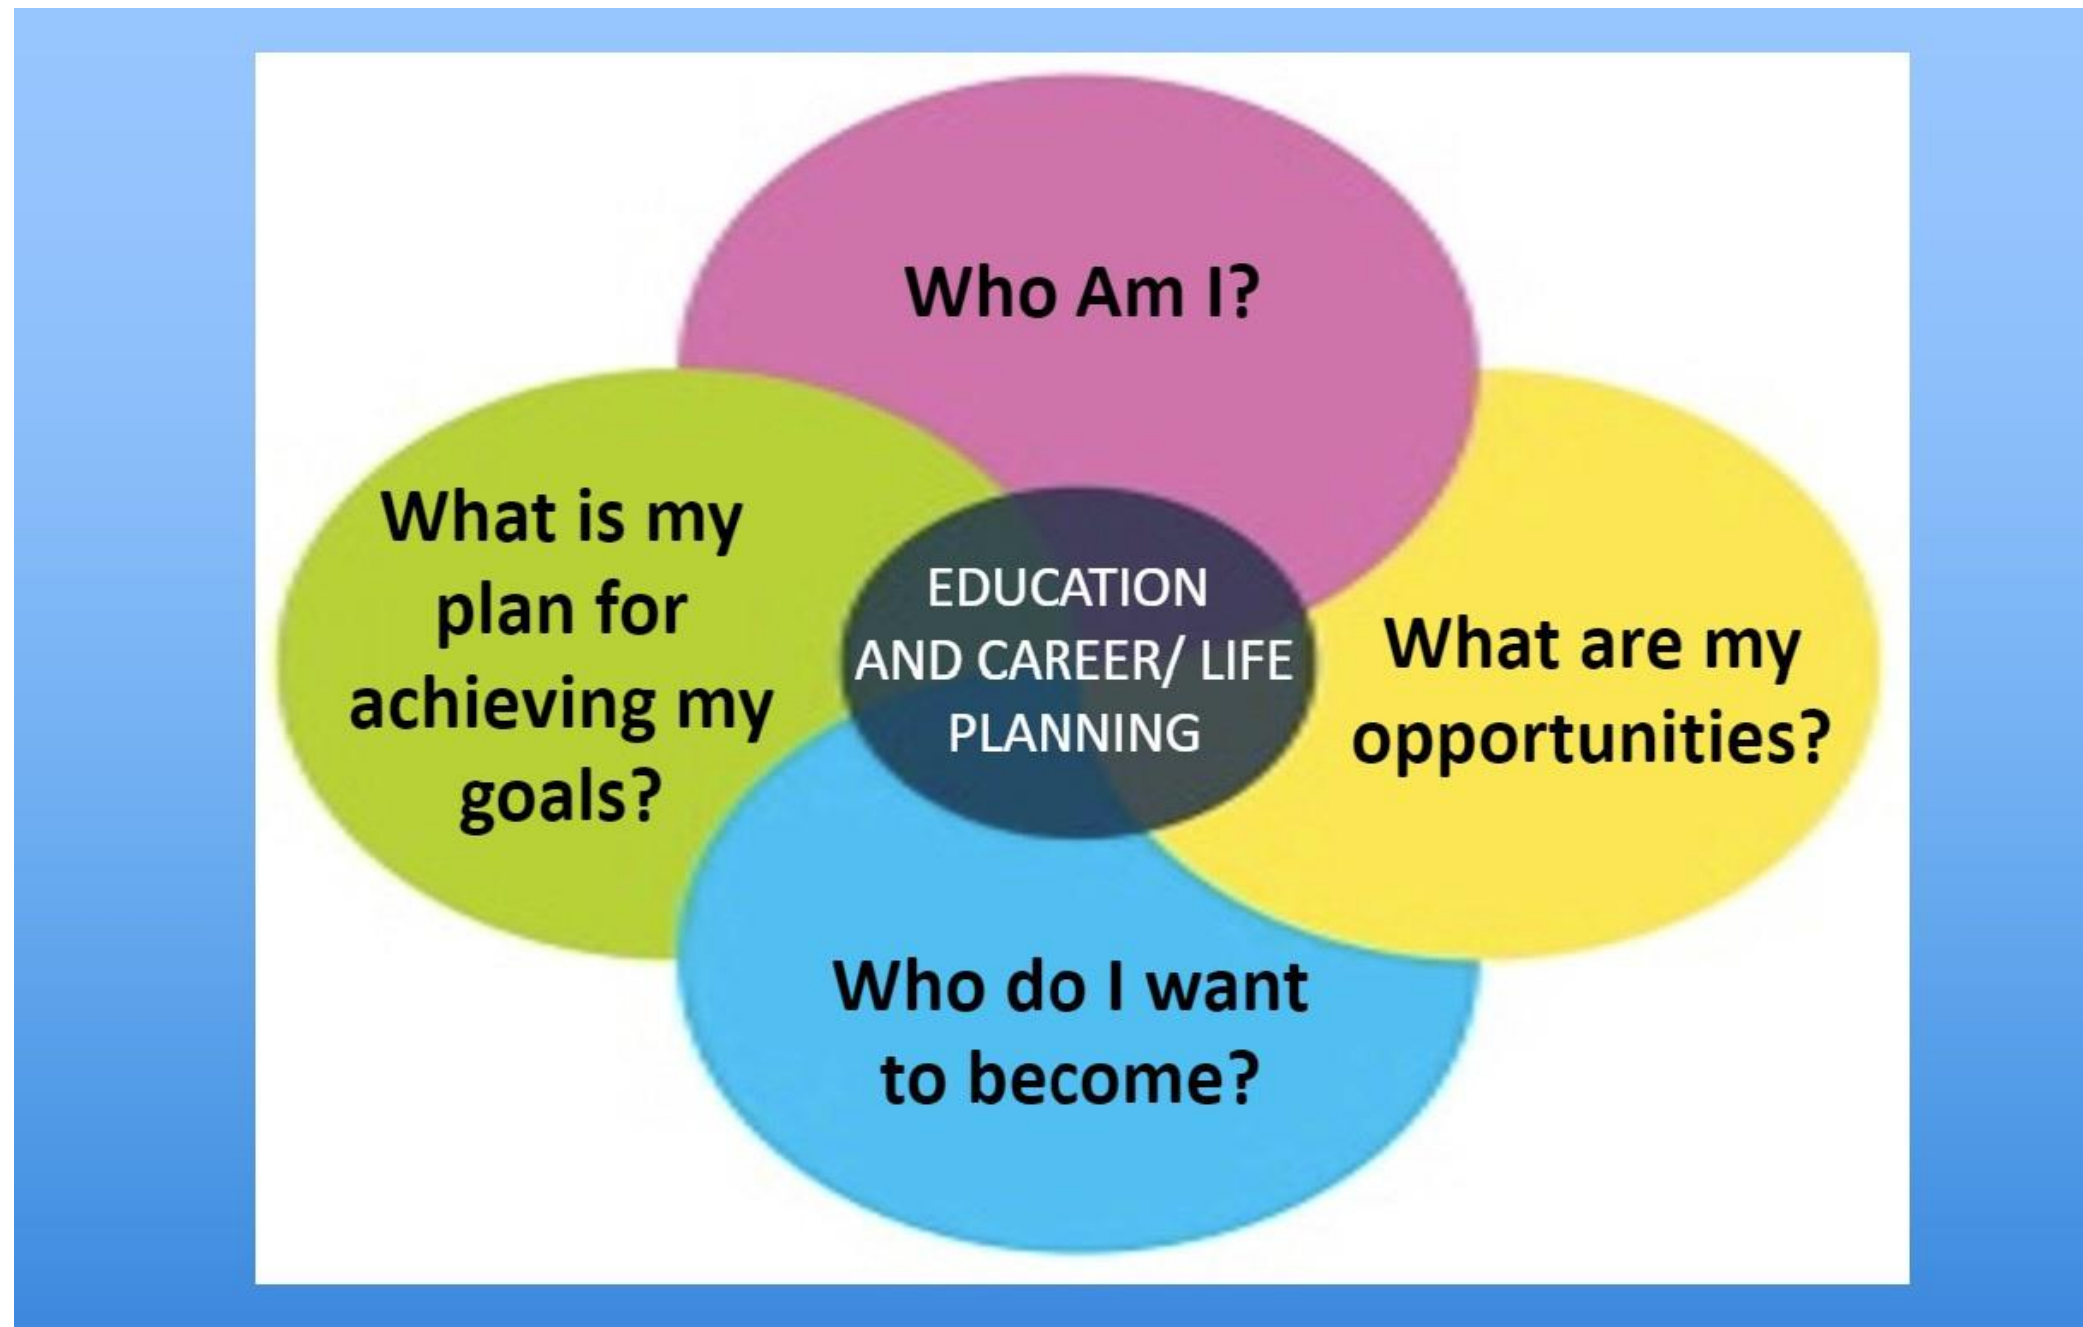 Who Am I?
What is my
plan for
achieving my
goals?
EDUCATION
AND CAREER/ LIFE
PLANNING
What are my
opportunities?
Who do I want
to become?